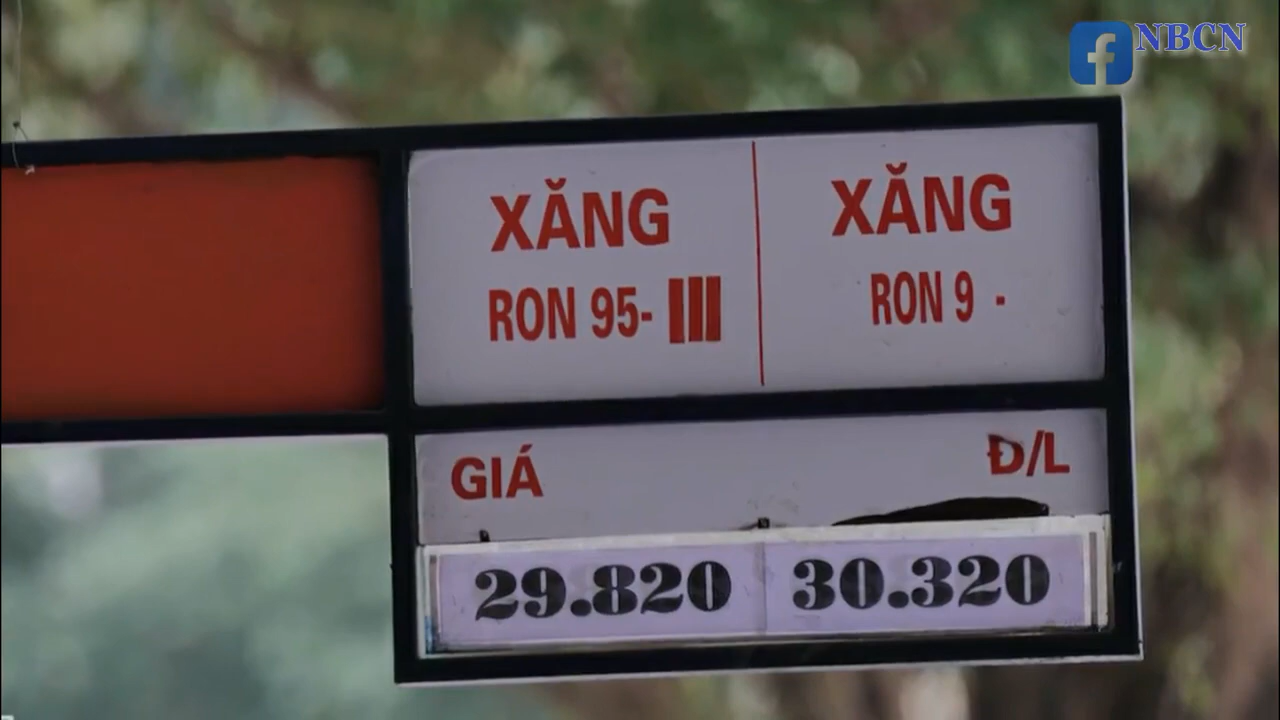 NBCN
XĂNG
RON 95-III
XĂNG
RON 9 -
GIÁ
Đ/L
29.820
30.320